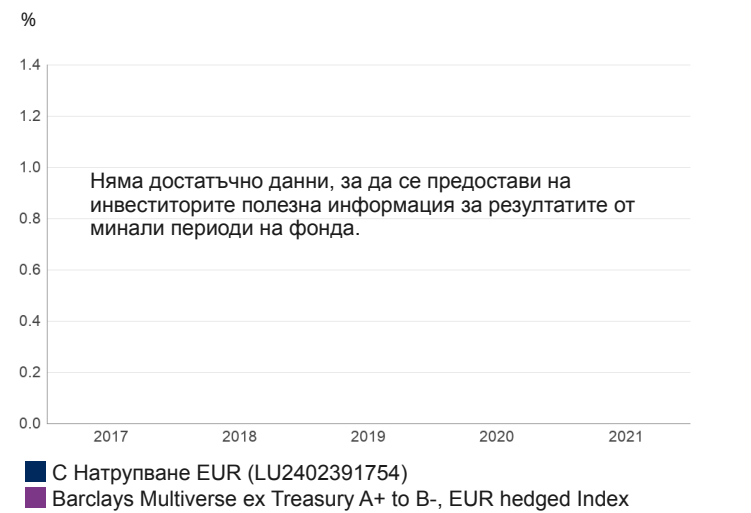 %
1.4
1.2
1.0
Няма достатъчно данни, за да се предостави на
инвеститорите полезна информация за резултатите от
0.8
минали периоди на фонда.
0.6
0.4
0.2
0.0
2017 2018 2019 2020 2021
C Натрупване EUR (LU2402391754)
Barclays Multiverse ex Treasury A+ to B-, EUR hedged Index